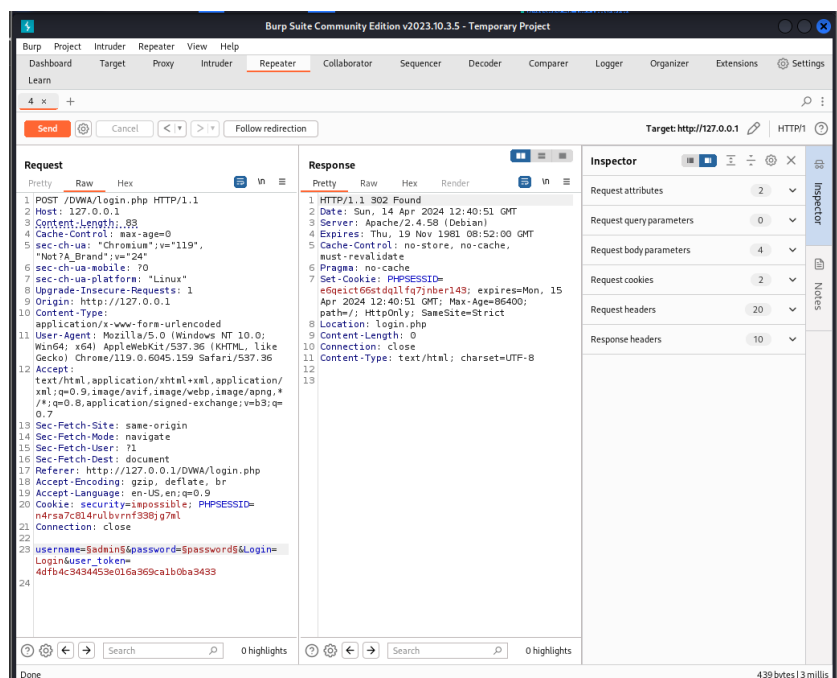 Burp Suite Community Edition v2023.10.3.5 - Temporary Project
Burp Project Intruder Repeater View Help
Dashboard Target Proxy Intruder Repeater Collaborator Sequencer Decoder Comparer Logger Organizer Extensions Settings
Learn
4 × +
Send Cancel < > Follow redirection Target: http://127.0.0.1 HTTP/1
Request
Pretty Raw Hex \n
1 POST /DVWA/login.php HTTP/1.1
2 Host: 127.0.0.1
3 Content-Length: 83
4 Cache-Control: max-age=0
5 sec-ch-ua: "Chromium";v="119",
"Not?A_Brand";v="24"
6 sec-ch-ua-mobile: ?0
7 sec-ch-ua-platform: "Linux"
8 Upgrade-Insecure-Requests: 1
9 Origin: http://127.0.0.1
10 Content-Type:
application/x-www-form-urlencoded
11 User-Agent: Mozilla/5.0 (Windows NT 10.0;
Win64; x64) AppleWebKit/537.36 (KHTML, like
Gecko) Chrome/119.0.6045.159 Safari/537.36
12 Accept:
text/html,application/xhtml+xml,application/
xml;q=0.9,image/avif,image/webp,image/apng,*
/*;q=0.8,application/signed-exchange;v=b3;q=
0.7
13 Sec-Fetch-Site: same-origin
14 Sec-Fetch-Mode: navigate
15 Sec-Fetch-User: ?1
16 Sec-Fetch-Dest: document
17 Referer: http://127.0.0.1/DVWA/login.php
18 Accept-Encoding: gzip, deflate, br
19 Accept-Language: en-US,en;q=0.9
20 Cookie: security=impossible; PHPSESSID=
n4rsa7c814rulbvrnf338jg7ml
21 Connection: close
22
23 username=§admin§&password=§password§&Login=
Login&user_token=
4dfb4c3434453e016a369ca1b0ba3433
24
Search 0 highlights
Response
Pretty Raw Hex Render \n
1 HTTP/1.1 302 Found
2 Date: Sun, 14 Apr 2024 12:40:51 GMT
3 Server: Apache/2.4.58 (Debian)
4 Expires: Thu, 19 Nov 1981 08:52:00 GMT
5 Cache-Control: no-store, no-cache,
must-revalidate
6 Pragma: no-cache
7 Set-Cookie: PHPSESSID=
e6qeict66stdq1lfq7jnber143; expires=Mon, 15
Apr 2024 12:40:51 GMT; Max-Age=86400;
path=/; HttpOnly; SameSite=Strict
8 Location: login.php
9 Content-Length: 0
10 Connection: close
11 Content-Type: text/html; charset=UTF-8
12
13
Search 0 highlights
Inspector
Request attributes 2
Request query parameters 0
Request body parameters 4
Request cookies 2
Request headers 20
Response headers 10
Inspector
Notes
Done 439 bytes | 3 millis